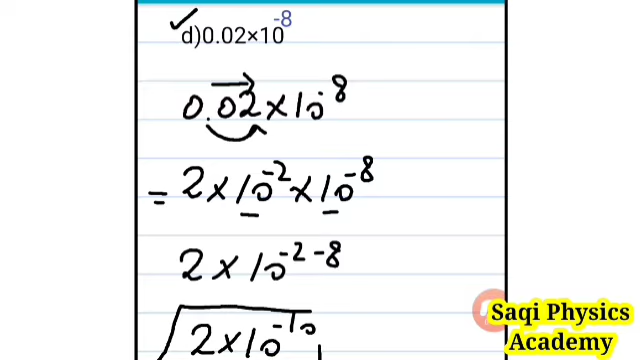 d)0.02×10⁻⁸
0.02×10⁻⁸
= 2×10⁻²×10⁻⁸
2×10⁻²⁻⁸
2×10⁻¹⁰
Saqi Physics
Academy